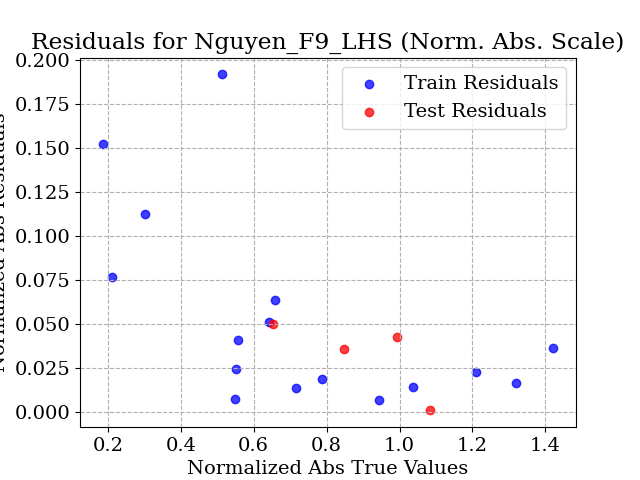 Residuals for Nguyen_F9_LHS (Norm. Abs. Scale)
Train Residuals
Test Residuals
0.200
0.175
0.150
0.125
0.100
0.075
0.050
0.025
0.000
Normalized Abs Residuals
0.2 0.4 0.6 0.8 1.0 1.2 1.4
Normalized Abs True Values